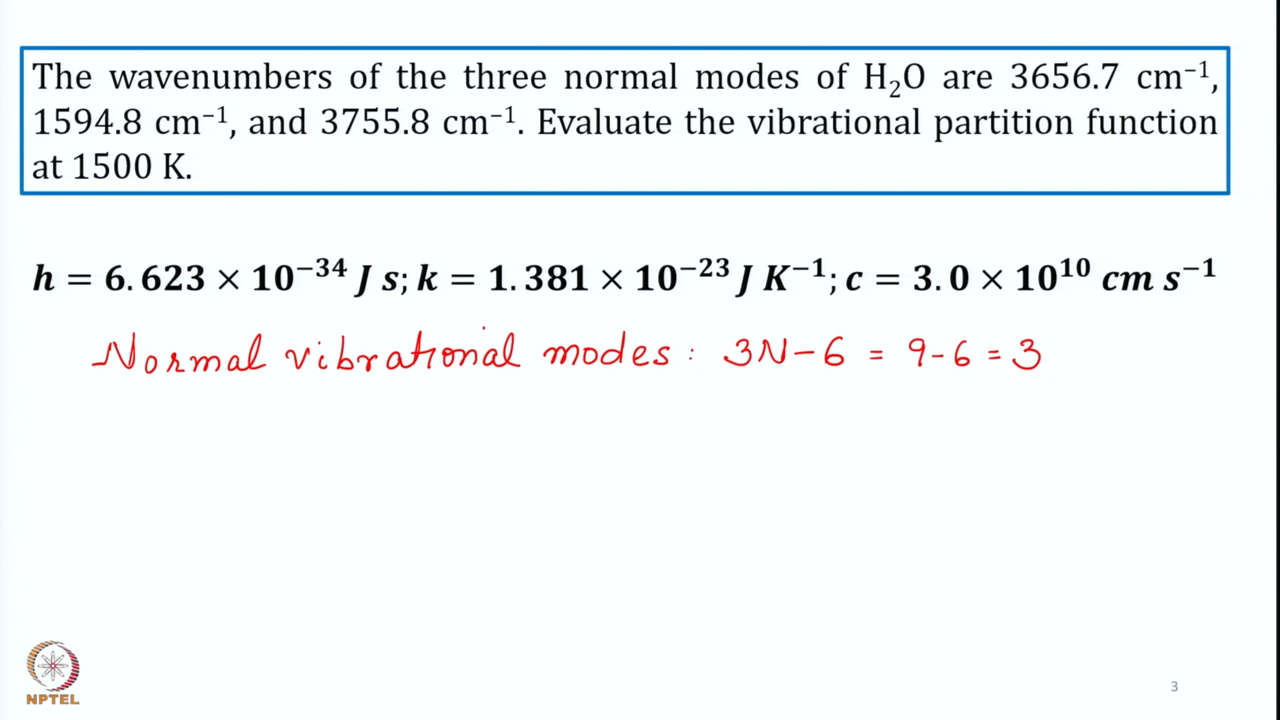 The wavenumbers of the three normal modes of H₂O are 3656.7 cm⁻¹,
1594.8 cm⁻¹, and 3755.8 cm⁻¹. Evaluate the vibrational partition function
at 1500 K.
h = 6.623 × 10⁻³⁴ J s; k = 1.381 × 10⁻²³ J K⁻¹; c = 3.0 × 10¹⁰ cm s⁻¹
Normal vibrational modes: 3N - 6 = 9 - 6 = 3
NPTEL
3